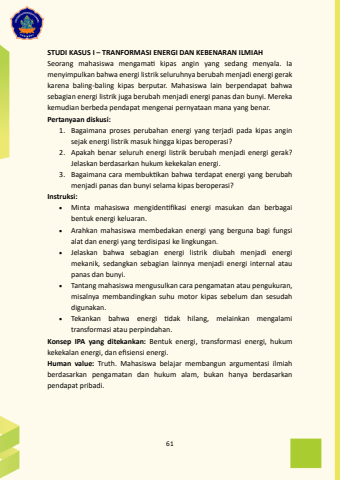 STUDI KASUS I – TRANFORMASI ENERGI DAN KEBENARAN ILMIAH
Seorang mahasiswa mengamati kipas angin yang sedang menyala. Ia
menyimpulkan bahwa energi listrik seluruhnya berubah menjadi energi gerak
karena baling-baling kipas berputar. Mahasiswa lain berpendapat bahwa
sebagian energi listrik juga berubah menjadi energi panas dan bunyi. Mereka
kemudian berbeda pendapat mengenai pernyataan mana yang benar.
Pertanyaan diskusi:
1. Bagaimana proses perubahan energi yang terjadi pada kipas angin
sejak energi listrik masuk hingga kipas beroperasi?
2. Apakah benar seluruh energi listrik berubah menjadi energi gerak?
Jelaskan berdasarkan hukum kekekalan energi.
3. Bagaimana cara membuktikan bahwa terdapat energi yang berubah
menjadi panas dan bunyi selama kipas beroperasi?
Instruksi:
• Minta mahasiswa mengidentifikasi energi masukan dan berbagai
bentuk energi keluaran.
• Arahkan mahasiswa membedakan energi yang berguna bagi fungsi
alat dan energi yang terdisipasi ke lingkungan.
• Jelaskan bahwa sebagian energi listrik diubah menjadi energi
mekanik, sedangkan sebagian lainnya menjadi energi internal atau
panas dan bunyi.
• Tantang mahasiswa mengusulkan cara pengamatan atau pengukuran,
misalnya membandingkan suhu motor kipas sebelum dan sesudah
digunakan.
• Tekankan bahwa energi tidak hilang, melainkan mengalami
transformasi atau perpindahan.
Konsep IPA yang ditekankan: Bentuk energi, transformasi energi, hukum
kekekalan energi, dan efisiensi energi.
Human value: Truth. Mahasiswa belajar membangun argumentasi ilmiah
berdasarkan pengamatan dan hukum alam, bukan hanya berdasarkan
pendapat pribadi.
61